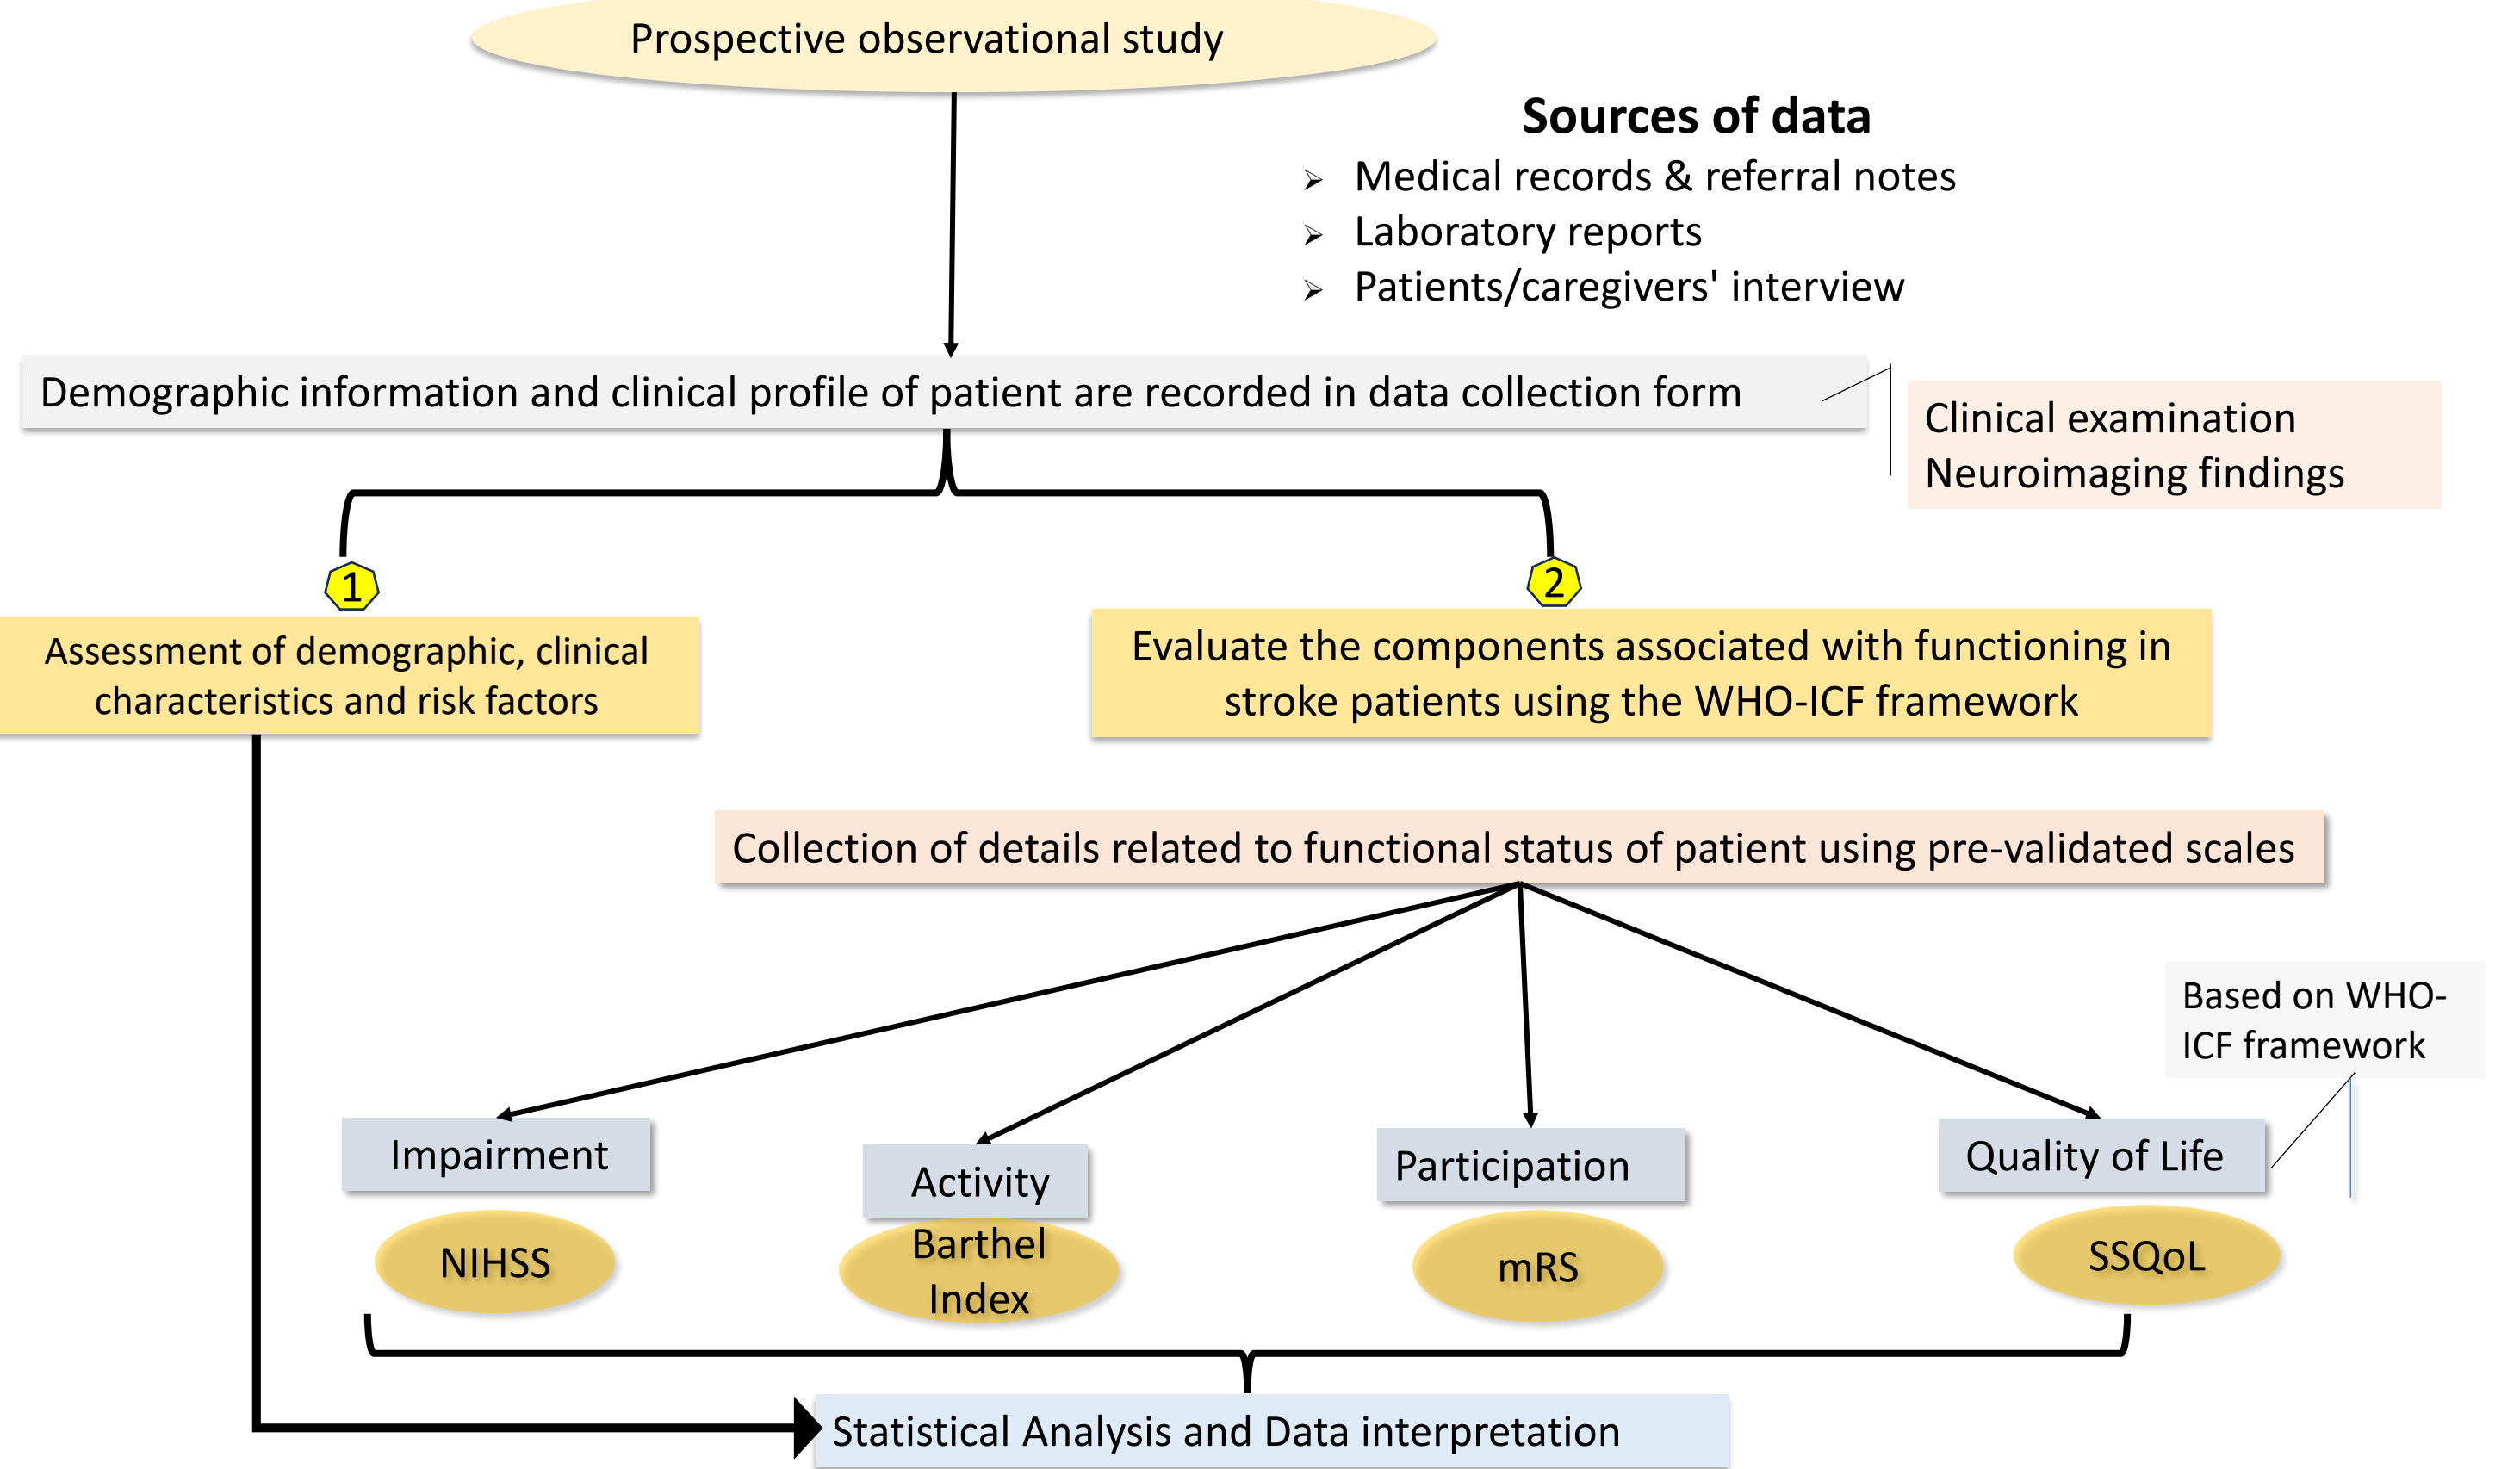 Prospective observational study
Sources of data
Medical records & referral notes
Laboratory reports
Patients/caregivers' interview
Demographic information and clinical profile of patient are recorded in data collection form
Clinical examination
Neuroimaging findings
1
2
Assessment of demographic, clinical
characteristics and risk factors
Evaluate the components associated with functioning in
stroke patients using the WHO-ICF framework
Collection of details related to functional status of patient using pre-validated scales
Based on WHO-
ICF framework
Impairment
Activity
Participation
Quality of Life
NIHSS
Barthel
Index
mRS
SSQoL
Statistical Analysis and Data interpretation